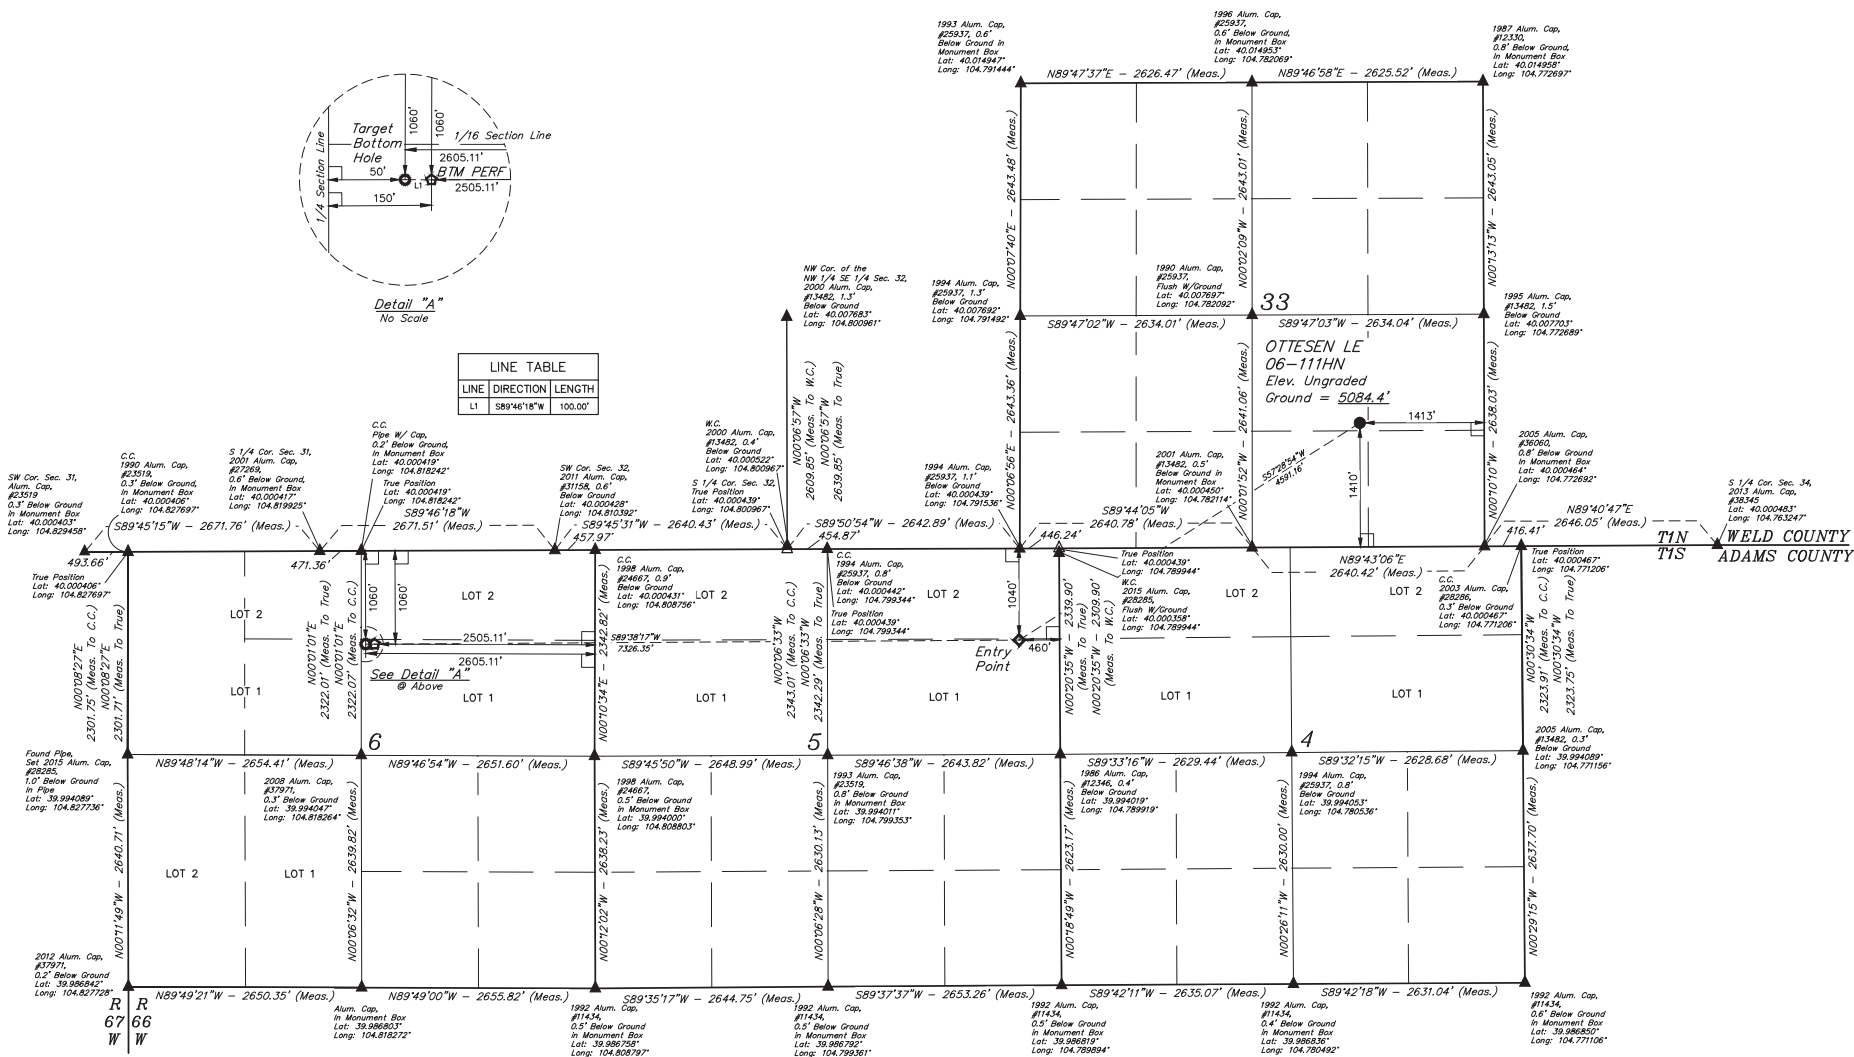 1993 Alum. Cap,
#25937, 0.6'
Below Ground in
Monument Box
Lat: 40.014947°
Long: 104.791444°
1996 Alum. Cap,
#25937,
0.6' Below Ground,
In Monument Box
Lat: 40.014953°
Long: 104.782069°
1987 Alum. Cap,
#12330,
0.8' Below Ground,
In Monument Box
Lat: 40.014958°
Long: 104.772697°
N89°47'37"E - 2626.47' (Meas.)
N89°46'58"E - 2625.52' (Meas.)
1/4 Section Line
Target
Bottom
Hole
1060'
1060'
1/16 Section Line
2605.11'
BTM PERF
50'
L1
2505.11'
150'
Detail "A"
No Scale
N00°07'40"E - 2643.48' (Meas.)
N00°02'09"W - 2643.01' (Meas.)
N00°13'13"W - 2643.05' (Meas.)
NW Cor. of the
NW 1/4 SE 1/4 Sec. 32,
2000 Alum. Cap,
#13482, 1.3'
Below Ground
Lat: 40.007683°
Long: 104.800961°
1994 Alum. Cap,
#25937, 1.3'
Below Ground
Lat: 40.007692°
Long: 104.791492°
1990 Alum. Cap,
#25937,
Flush W/Ground
Lat: 40.007697°
Long: 104.782092°
33
1995 Alum. Cap,
#13482, 1.5'
Below Ground
Lat: 40.007703°
Long: 104.772689°
S89°47'02"W - 2634.01' (Meas.)
S89°47'03"W - 2634.04' (Meas.)
LINE TABLE
LINE DIRECTION LENGTH
L1 S89°46'18"W 100.00'
OTTESEN LE
06-111HN
Elev. Ungraded
Ground = 5084.4'
1413'
1410'
S57°28'54"W
4591.16'
N00°06'57"W
2609.85' (Meas. To W.C.)
N00°06'57"W
2639.85' (Meas. To True)
N00°06'56"E - 2643.36' (Meas.)
N00°01'52"W - 2641.06' (Meas.)
N00°10'10"W - 2638.03' (Meas.)
SW Cor. Sec. 31,
Alum. Cap,
#23519
0.3' Below Ground
In Monument Box
Lat: 40.000403°
Long: 104.829458°
C.C.
1990 Alum. Cap,
#23519,
0.3' Below Ground,
In Monument Box
Lat: 40.000406°
Long: 104.827697°
S 1/4 Cor. Sec. 31,
2001 Alum. Cap,
#27269,
0.6' Below Ground,
In Monument Box
Lat: 40.000417°
Long: 104.819925°
C.C.
Pipe W/ Cap,
0.2' Below Ground,
In Monument Box
Lat: 40.000419°
Long: 104.818242°
True Position
Lat: 40.000419°
Long: 104.818242°
SW Cor. Sec. 32,
2011 Alum. Cap,
#31158, 0.6'
Below Ground
Lat: 40.000428°
Long: 104.810392°
W.C.
2000 Alum. Cap,
#13482, 0.4'
Below Ground
Lat: 40.000522°
Long: 104.800967°
S 1/4 Cor. Sec. 32,
True Position
Lat: 40.000439°
Long: 104.800967°
1994 Alum. Cap,
#25937, 1.1'
Below Ground
Lat: 40.000439°
Long: 104.791536°
2001 Alum. Cap,
#13482, 0.5'
Below Ground in
Monument Box
Lat: 40.000450°
Long: 104.782114°
2005 Alum. Cap,
#36060,
0.8' Below Ground,
In Monument Box
Lat: 40.000464°
Long: 104.772692°
S 1/4 Cor. Sec. 34,
2013 Alum. Cap,
#38345
Lat: 40.000483°
Long: 104.763247°
S89°45'15"W - 2671.76' (Meas.)
S89°46'18"W
2671.51' (Meas.)
S89°45'31"W - 2640.43' (Meas.)
S89°50'54"W - 2642.89' (Meas.)
S89°44'05"W
2640.78' (Meas.)
N89°43'06"E
2640.42' (Meas.)
N89°40'47"E
2646.05' (Meas.)
493.66'
471.36'
457.97'
454.87'
446.24'
416.41'
T1N WELD COUNTY
T1S ADAMS COUNTY
True Position
Lat: 40.000406°
Long: 104.827697°
C.C.
1998 Alum. Cap,
#24667, 0.9'
Below Ground
Lat: 40.000431°
Long: 104.808756°
C.C.
1994 Alum. Cap,
#25937, 0.8'
Below Ground
Lat: 40.000442°
Long: 104.799344°
True Position
Lat: 40.000439°
Long: 104.799344°
True Position
Lat: 40.000439°
Long: 104.789944°
W.C.
2015 Alum. Cap,
#28285,
Flush W/Ground
Lat: 40.000358°
Long: 104.789944°
C.C.
2003 Alum. Cap,
#28286,
0.3' Below Ground
Lat: 40.000467°
Long: 104.771206°
True Position
Lat: 40.000467°
Long: 104.771206°
LOT 2
LOT 2
LOT 2
LOT 2
LOT 2
LOT 2
1060'
1060'
1040'
2505.11'
2605.11'
S89°38'17"W
7326.35'
Entry
Point
460'
See Detail "A"
@ Above
LOT 1
LOT 1
LOT 1
LOT 1
LOT 1
LOT 1
N00°08'27"E
2301.75' (Meas. To C.C.)
N00°08'27"E
2301.71' (Meas. To True)
N00°01'01"E
2322.01' (Meas. To True)
N00°01'01"E
2322.07' (Meas. To C.C.)
N00°10'34"E - 2342.82' (Meas.)
N00°06'33"W
2343.01' (Meas. To C.C.)
N00°06'33"W
2342.29' (Meas. To True)
N00°20'35"W - 2339.90'
(Meas. To True)
N00°20'35"W - 2309.90'
(Meas. To W.C.)
N00°30'34"W
2323.91' (Meas. To C.C.)
N00°30'34"W
2323.75' (Meas. To True)
6
5
4
Found Pipe,
Set 2015 Alum. Cap,
#28285,
1.0' Below Ground
In Pipe
Lat: 39.994089°
Long: 104.827736°
N89°48'14"W - 2654.41' (Meas.)
N89°46'54"W - 2651.60' (Meas.)
S89°45'50"W - 2648.99' (Meas.)
S89°46'38"W - 2643.82' (Meas.)
S89°33'16"W - 2629.44' (Meas.)
S89°32'15"W - 2628.68' (Meas.)
2008 Alum. Cap,
#37971,
0.3' Below Ground
Lat: 39.994047°
Long: 104.818264°
1998 Alum. Cap,
#24667,
0.5' Below Ground
in Monument Box
Lat: 39.994000°
Long: 104.808803°
1993 Alum. Cap,
#23519,
0.8' Below Ground
in Monument Box
Lat: 39.994011°
Long: 104.799353°
1986 Alum. Cap,
#12346, 0.4'
Below Ground
Lat: 39.994019°
Long: 104.789919°
1994 Alum. Cap,
#25937, 0.8'
Below Ground
Lat: 39.994053°
Long: 104.780536°
2005 Alum. Cap,
#13482, 0.3'
Below Ground
Lat: 39.994089°
Long: 104.771156°
N00°11'49"W - 2640.71' (Meas.)
N00°06'32"W - 2639.82' (Meas.)
N00°12'02"W - 2638.23' (Meas.)
N00°06'28"W - 2630.13' (Meas.)
N00°18'49"W - 2623.17' (Meas.)
N00°26'11"W - 2630.00' (Meas.)
N00°29'15"W - 2637.70' (Meas.)
LOT 2
LOT 1
2012 Alum. Cap,
#37971,
0.2' Below Ground
Lat: 39.986842°
Long: 104.827728°
N89°49'21"W - 2650.35' (Meas.)
N89°49'00"W - 2655.82' (Meas.)
S89°35'17"W - 2644.75' (Meas.)
S89°37'37"W - 2653.26' (Meas.)
S89°42'11"W - 2635.07' (Meas.)
S89°42'18"W - 2631.04' (Meas.)
R R
67 66
W W
Alum. Cap,
In Monument Box
Lat: 39.986803°
Long: 104.818272°
1992 Alum. Cap,
#11434,
0.5' Below Ground
In Monument Box
Lat: 39.986758°
Long: 104.808797°
1992 Alum. Cap,
#11434,
0.5' Below Ground
In Monument Box
Lat: 39.986792°
Long: 104.799361°
1992 Alum. Cap,
#11434,
0.5' Below Ground
In Monument Box
Lat: 39.986819°
Long: 104.789894°
1992 Alum. Cap,
#11434,
0.4' Below Ground
In Monument Box
Lat: 39.986836°
Long: 104.780492°
1992 Alum. Cap,
#11434,
0.6' Below Ground
In Monument Box
Lat: 39.986850°
Long: 104.771106°